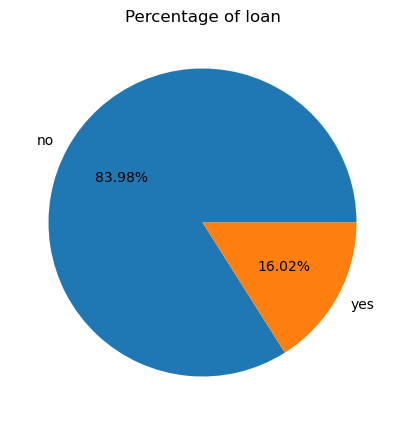 Percentage of loan
no
83.98%
16.02%
yes